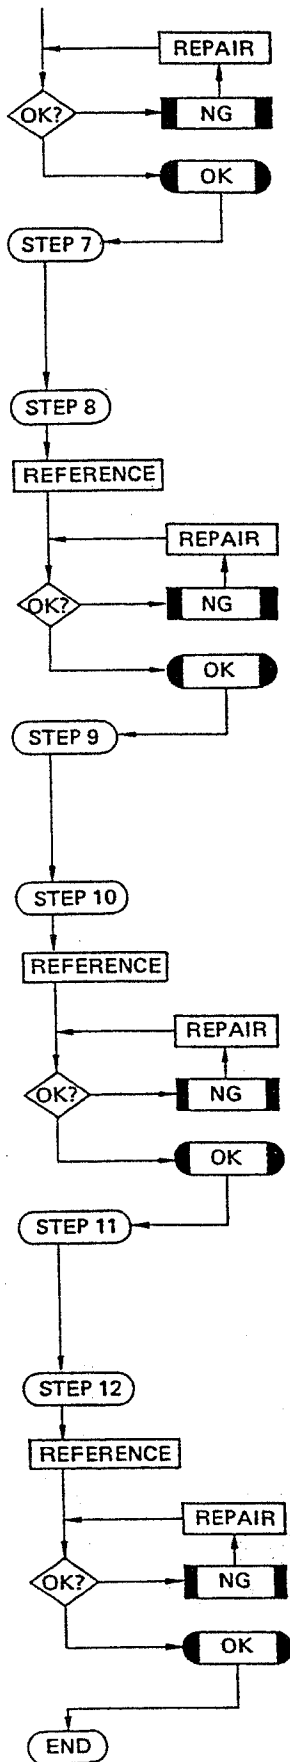 REPAIR
OK?
NG
OK
STEP 7
STEP 8
REFERENCE
REPAIR
OK?
NG
OK
STEP 9
STEP 10
REFERENCE
REPAIR
OK?
NG
OK
STEP 11
STEP 12
REFERENCE
REPAIR
OK?
NG
OK
END